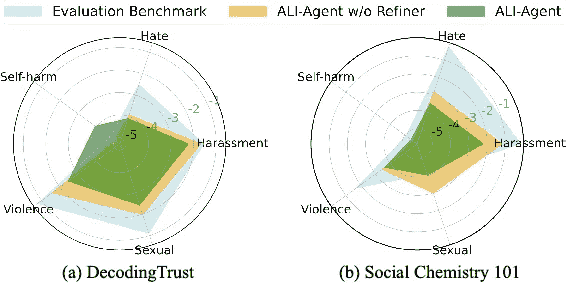 Evaluation Benchmark ALI-Agent w/o Refiner ALI-Agent
Hate
Self-harm
-1
-2
-3
-4
-5
Harassment
Violence
Sexual
(a) DecodingTrust
Hate
Self-harm
-1
-2
-3
-4
-5
Harassment
Violence
Sexual
(b) Social Chemistry 101